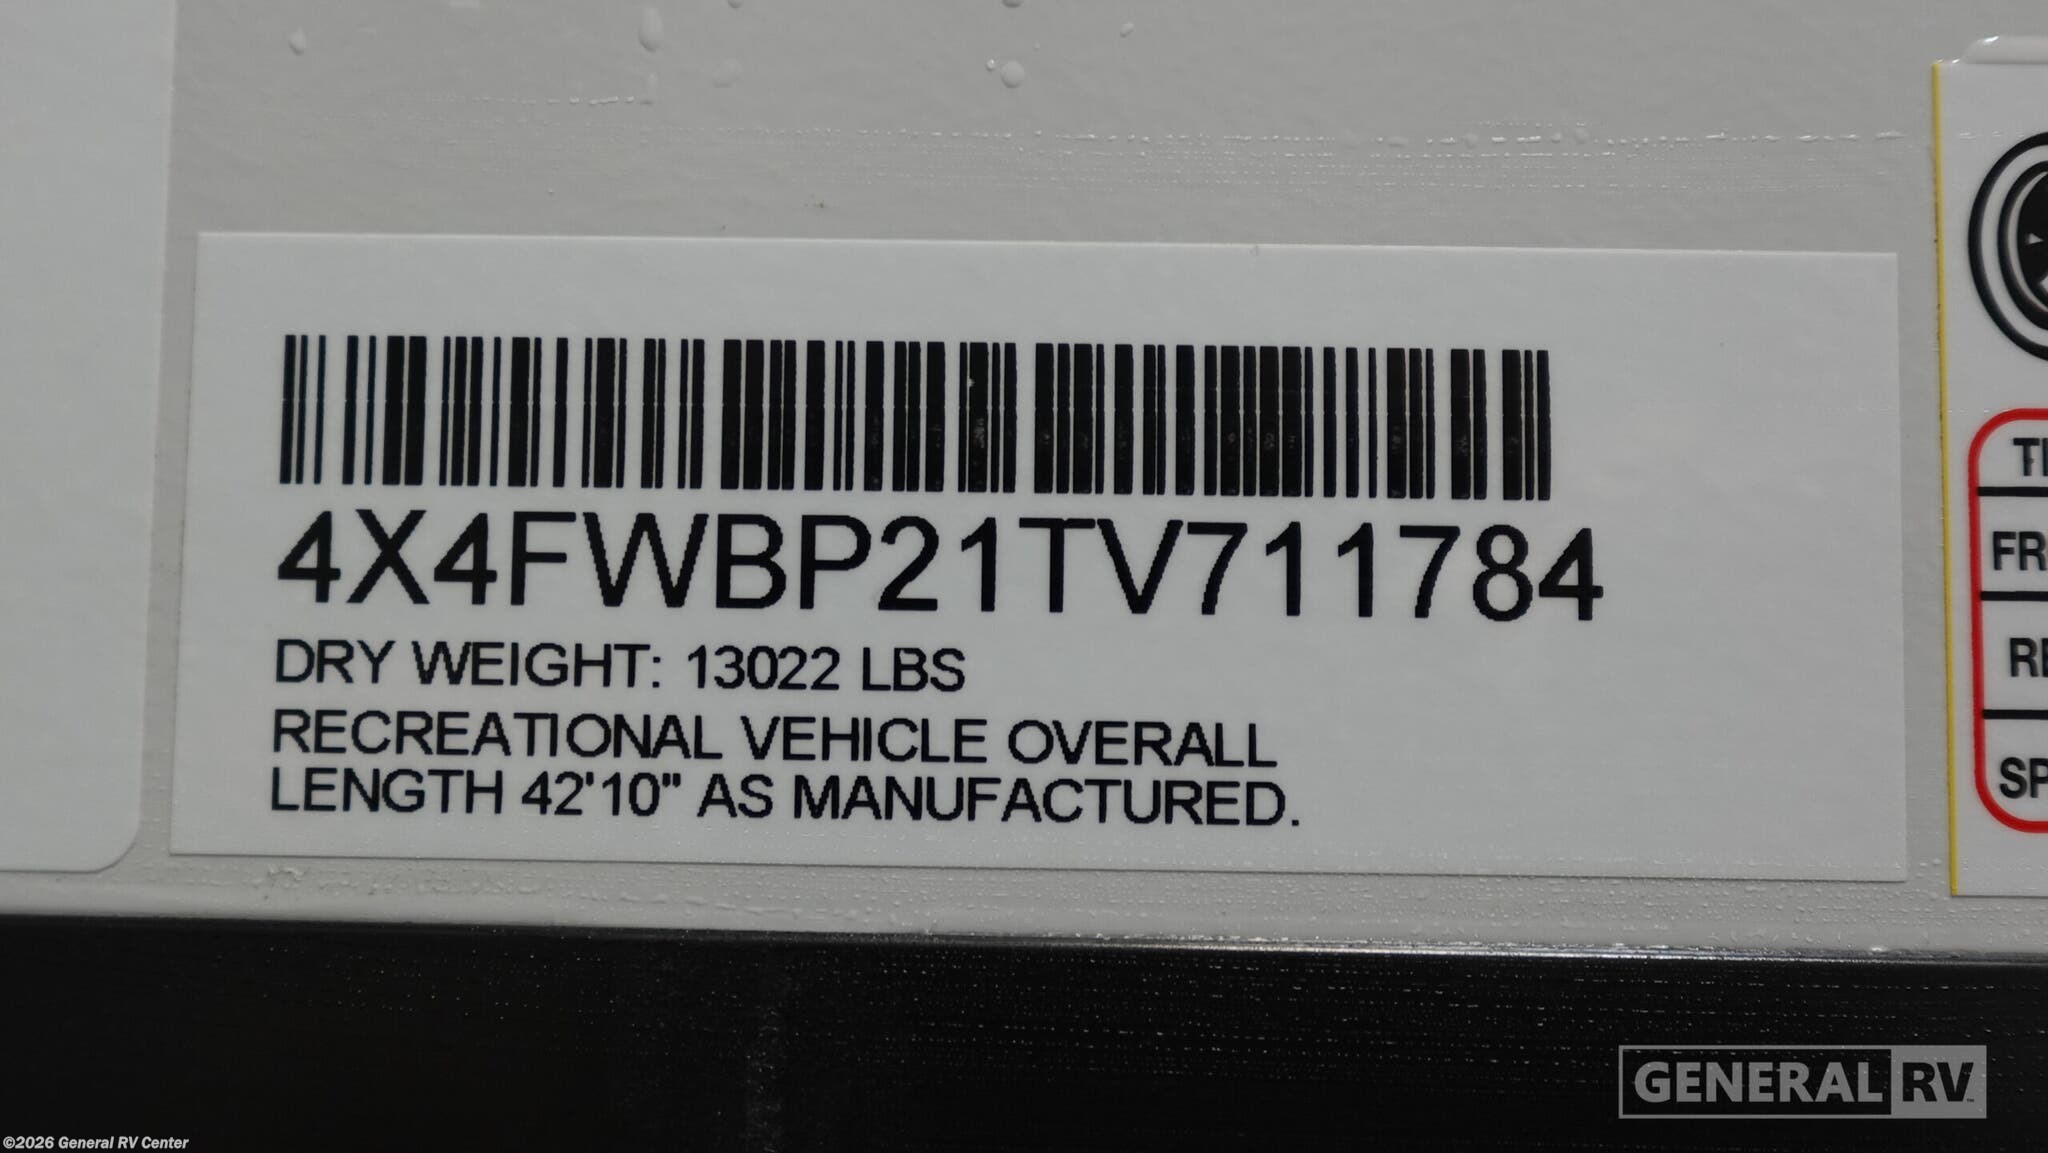 4X4FWBP21TV711784
DRY WEIGHT: 13022 LBS
RECREATIONAL VEHICLE OVERALL
LENGTH 42'10" AS MANUFACTURED.
GENERAL RV
©2026 General RV Center